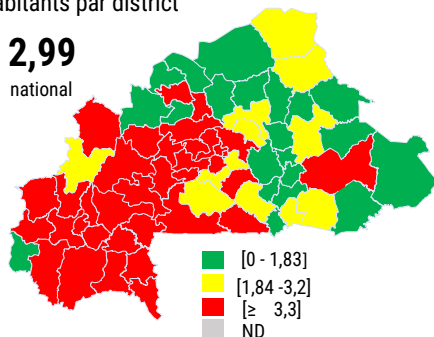 abitants par district
2,99
national
[0 - 1,83]
[1,84 -3,2]
[≥ 3,3]
ND